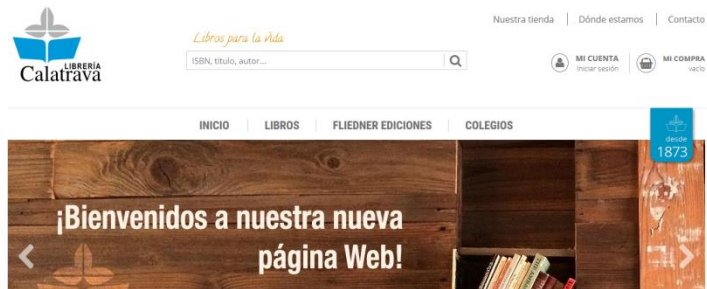 LIBRERÍA
Calatrava
Libros para la Vida
ISBN, título, autor...
Nuestra tienda
Dónde estamos
Contacto
MI CUENTA
Iniciar sesión
MI COMPRA
vacío
INICIO
LIBROS
FLIEDNER EDICIONES
COLEGIOS
desde
1873
¡Bienvenidos a nuestra nueva
página Web!